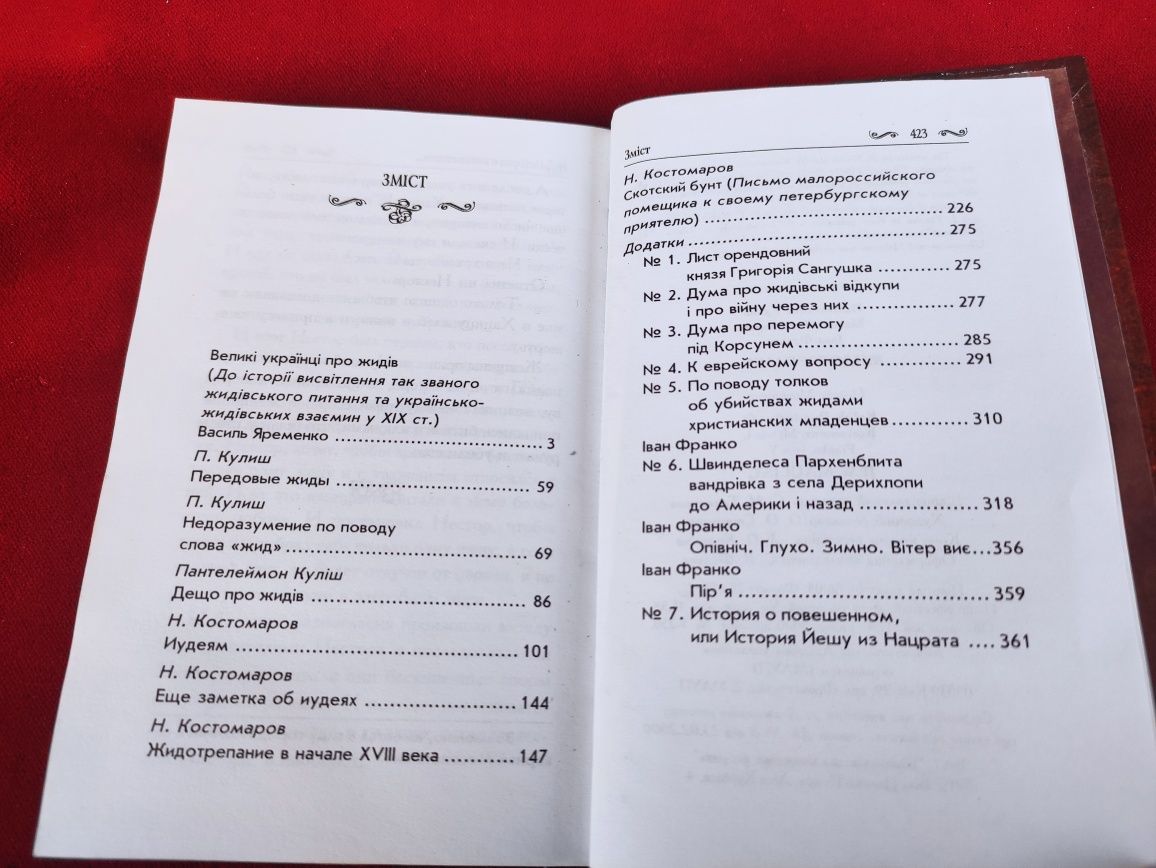 ЗМІСТ
Великі українці про жидів
(До історії висвітлення так званого
жидівського питання та українсько-
жидівських взаємин у XIX ст.)
Василь Яременко ........................................ 3
П. Кулиш
Передовые жиды ........................................ 59
П. Кулиш
Недоразумение по поводу
слова «жид» ........................................ 69
Пантелеймон Куліш
Дещо про жидів ........................................ 86
Н. Костомаров
Иудеям ........................................ 101
Н. Костомаров
Еще заметка об иудеях ........................ 144
Н. Костомаров
Жидотрепание в начале XVIII века ............ 147
Зміст 423
Н. Костомаров
Скотский бунт (Письмо малороссийского
помещика к своему петербургскому
приятелю) ........................................ 226
Додатки ........................................ 275
№ 1. Лист орендовний
князя Григорія Сангушка ............ 275
№ 2. Дума про жидівські відкупи
і про війну через них ................ 277
№ 3. Дума про перемогу
під Корсунем ........................ 285
№ 4. К еврейскому вопросу ............ 291
№ 5. По поводу толков
об убийствах жидами
христианских младенцев ............ 310
Іван Франко
№ 6. Швинделеса Пархенблита
вандрівка з села Дерихлопи
до Америки і назад ................ 318
Іван Франко
Опівніч. Глухо. Зимно. Вітер виє...356
Іван Франко
Пір’я ........................................ 359
№ 7. История о повешенном,
или История Йешу из Нацрата .... 361